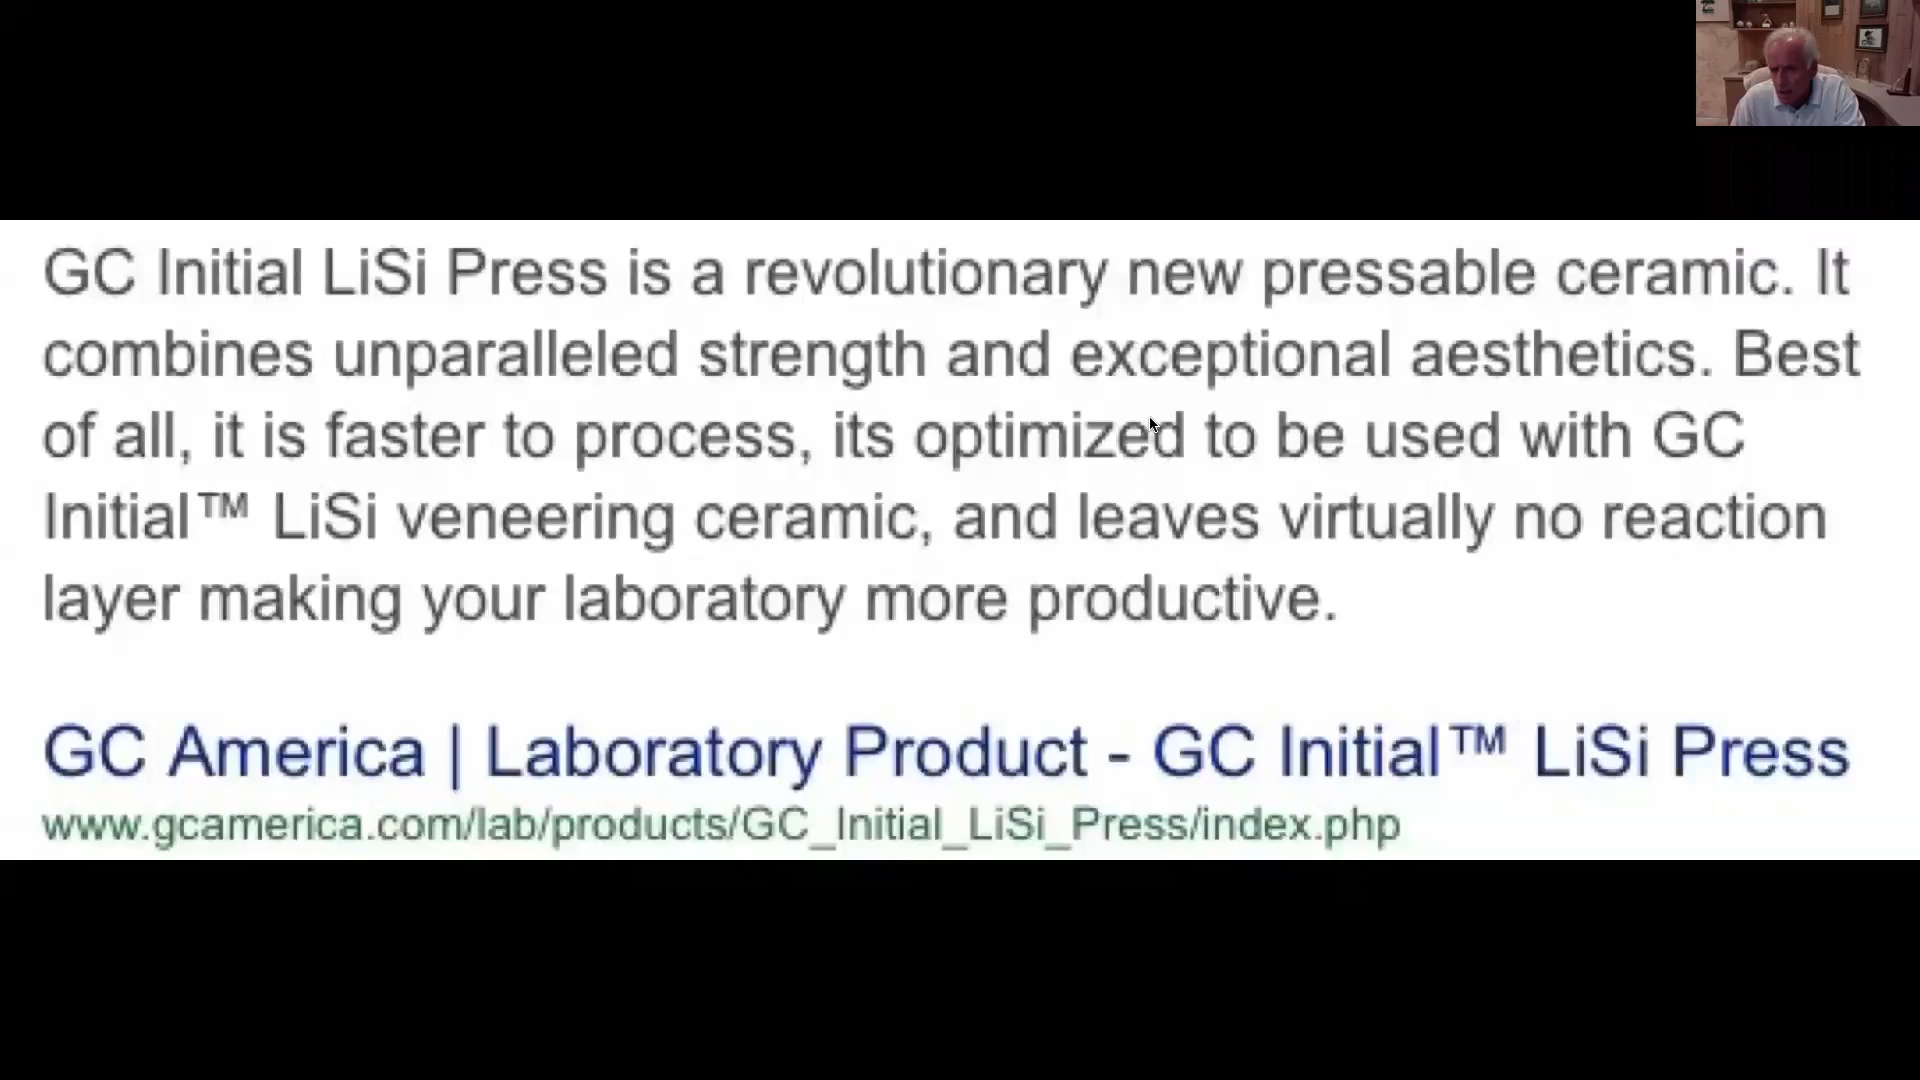 GC Initial LiSi Press is a revolutionary new pressable ceramic. It
combines unparalleled strength and exceptional aesthetics. Best
of all, it is faster to process, its optimized to be used with GC
Initial™ LiSi veneering ceramic, and leaves virtually no reaction
layer making your laboratory more productive.
GC America | Laboratory Product - GC Initial™ LiSi Press
www.gcamerica.com/lab/products/GC_Initial_LiSi_Press/index.php